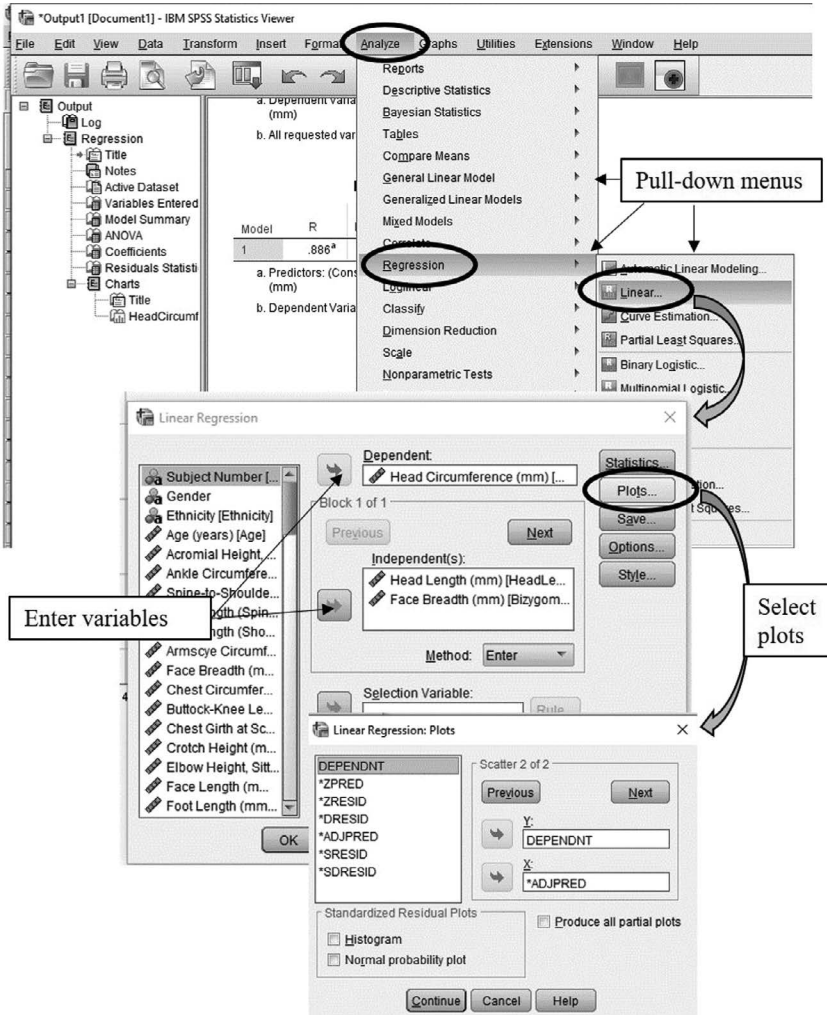 *Output1 [Document1] - IBM SPSS Statistics Viewer
File Edit View Data Transform Insert Format Analyze Graphs Utilities Extensions Window Help
Output
Log
Regression
Title
Notes
Active Dataset
Variables Entered
Model Summary
ANOVA
Coefficients
Residuals Statisti
Charts
Title
HeadCircumf
a. Dependent Varia
(mm)
b. All requested var
Model R
1 .886ª
a. Predictors: (Cons
(mm)
b. Dependent Varia
Reports
Descriptive Statistics
Bayesian Statistics
Tables
Compare Means
General Linear Model
Generalized Linear Models
Mixed Models
Correlate
Regression
Loglinear
Classify
Dimension Reduction
Scale
Nonparametric Tests
Pull-down menus
Automatic Linear Modeling...
Linear...
Curve Estimation...
Partial Least Squares...
Binary Logistic...
Multinomial Logistic...
Linear Regression
Subject Number [...
Gender
Ethnicity [Ethnicity]
Age (years) [Age]
Acromial Height, ...
Ankle Circumfere...
Spine-to-Shoulde...
ngth (Spin...
ngth (Sho...
Armscye Circumf...
Face Breadth (m...
Chest Circumfer...
Buttock-Knee Le...
Chest Girth at Sc...
Crotch Height (m...
Elbow Height, Sitt...
Face Length (m...
Foot Length (mm...
OK
Enter variables
Dependent:
Head Circumference (mm) [...
Block 1 of 1
Previous Next
Independent(s):
Head Length (mm) [HeadLe...
Face Breadth (mm) [Bizygom...
Method: Enter
Selection Variable:
Rule...
Statistics...
Plots...
Save...
Options...
Style...
tion...
t Squares...
Select
plots
Linear Regression: Plots
DEPENDNT
*ZPRED
*ZRESID
*DRESID
*ADJPRED
*SRESID
*SDRESID
Scatter 2 of 2
Previous Next
Y:
DEPENDNT
X:
*ADJPRED
Standardized Residual Plots
Histogram
Normal probability plot
Produce all partial plots
Continue Cancel Help